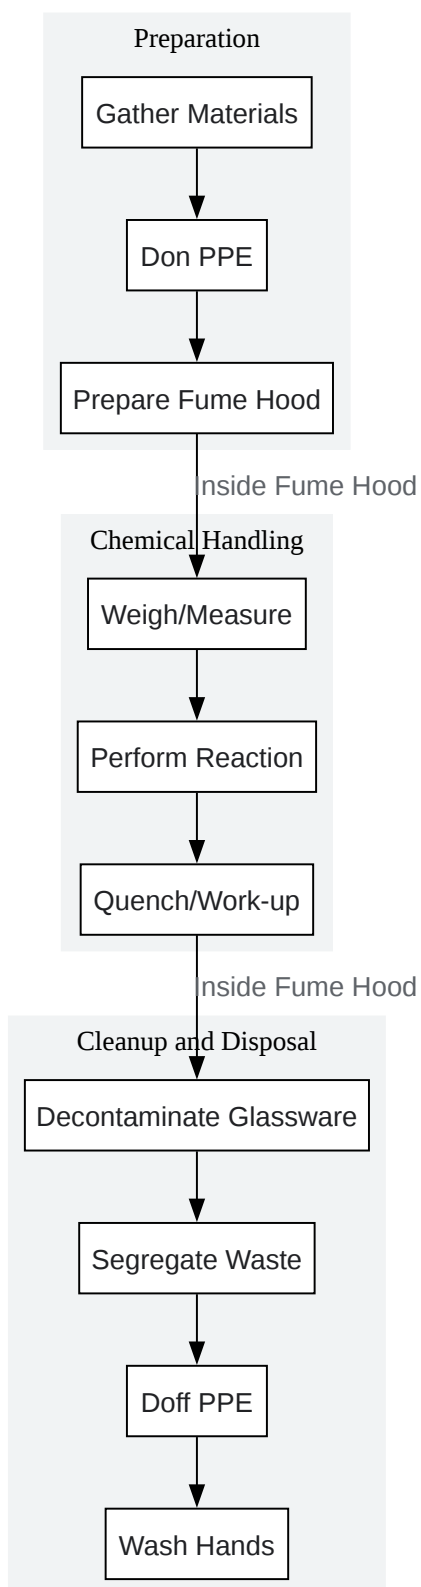 Preparation
Gather Materials
Don PPE
Prepare Fume Hood
Inside Fume Hood
Chemical Handling
Weigh/Measure
Perform Reaction
Quench/Work-up
Inside Fume Hood
Cleanup and Disposal
Decontaminate Glassware
Segregate Waste
Doff PPE
Wash Hands